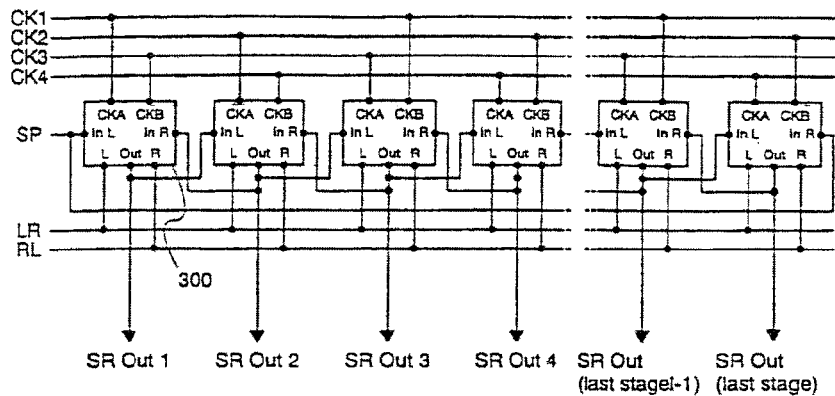 CK1
CK2
CK3
CK4
CKA CKB
CKA CKB
CKA CKB
CKA CKB
CKA CKB
CKA CKB
SP
In L In R
In L In R
In L In R
In L In R
In L In R
In L In R
L Out R
L Out R
L Out R
L Out R
L Out R
L Out R
LR
RL
300
SR Out 1
SR Out 2
SR Out 3
SR Out 4
SR Out
(last stagel-1)
SR Out
(last stage)